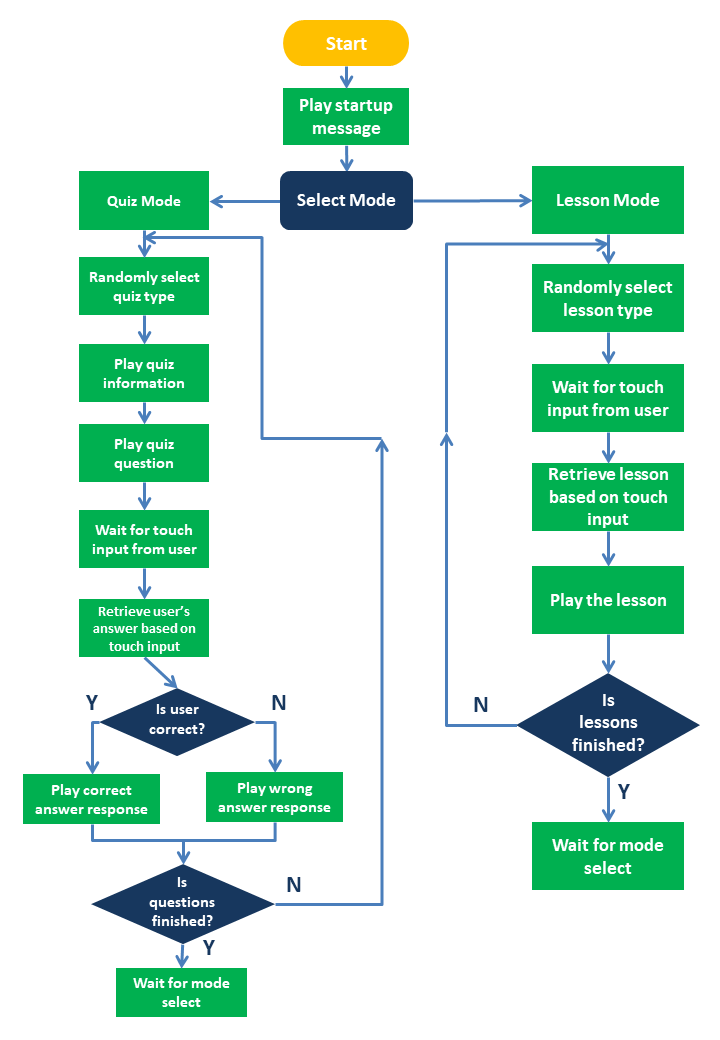 Start
Play startup
message
Select Mode
Quiz Mode
Randomly select
quiz type
Play quiz
information
Play quiz
question
Wait for touch
input from user
Retrieve user's
answer based on
touch input
Is user
correct?
Y
N
Play correct
answer response
Play wrong
answer response
Is
questions
finished?
N
Y
Wait for mode
select
Lesson Mode
Randomly select
lesson type
Wait for touch
input from user
Retrieve lesson
based on touch
input
Play the lesson
Is
lessons
finished?
N
Y
Wait for mode
select